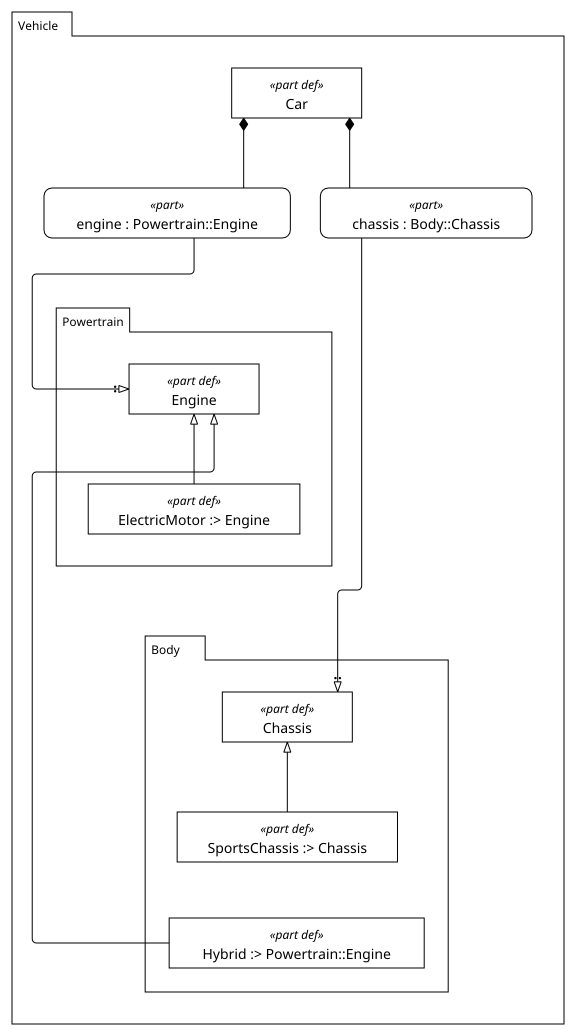 Vehicle
«part def»
Car
«part»
engine : Powertrain::Engine
«part»
chassis : Body::Chassis
Powertrain
«part def»
Engine
«part def»
ElectricMotor :> Engine
Body
«part def»
Chassis
«part def»
SportsChassis :> Chassis
«part def»
Hybrid :> Powertrain::Engine